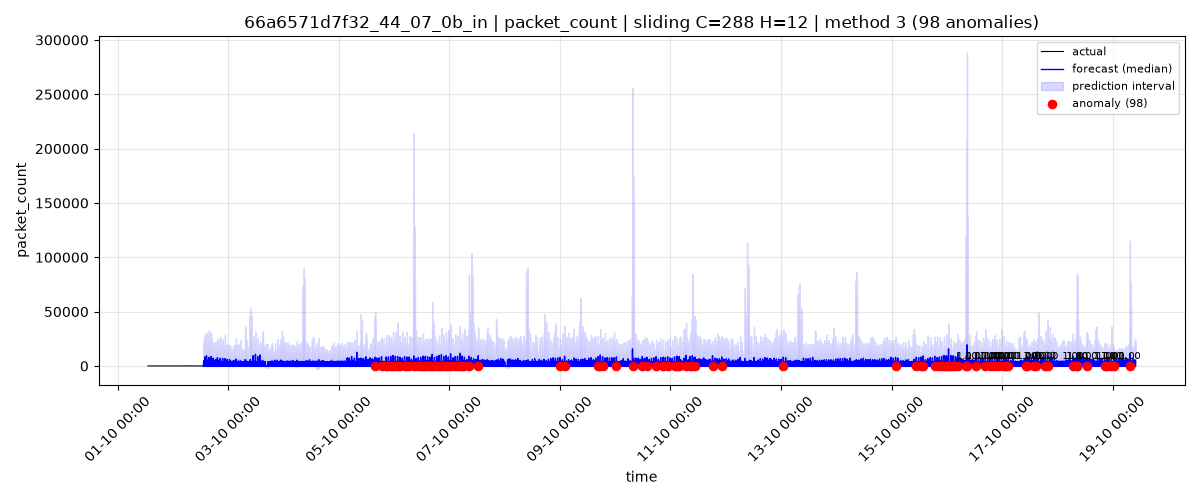 66a6571d7f32_44_07_0b_in | packet_count | sliding C=288 H=12 | method 3 (98 anomalies)
actual
forecast (median)
prediction interval
anomaly (98)
packet_count
300000
250000
200000
150000
100000
50000
0
01-10 00:00
03-10 00:00
05-10 00:00
07-10 00:00
09-10 00:00
11-10 00:00
13-10 00:00
15-10 00:00
17-10 00:00
19-10 00:00
time